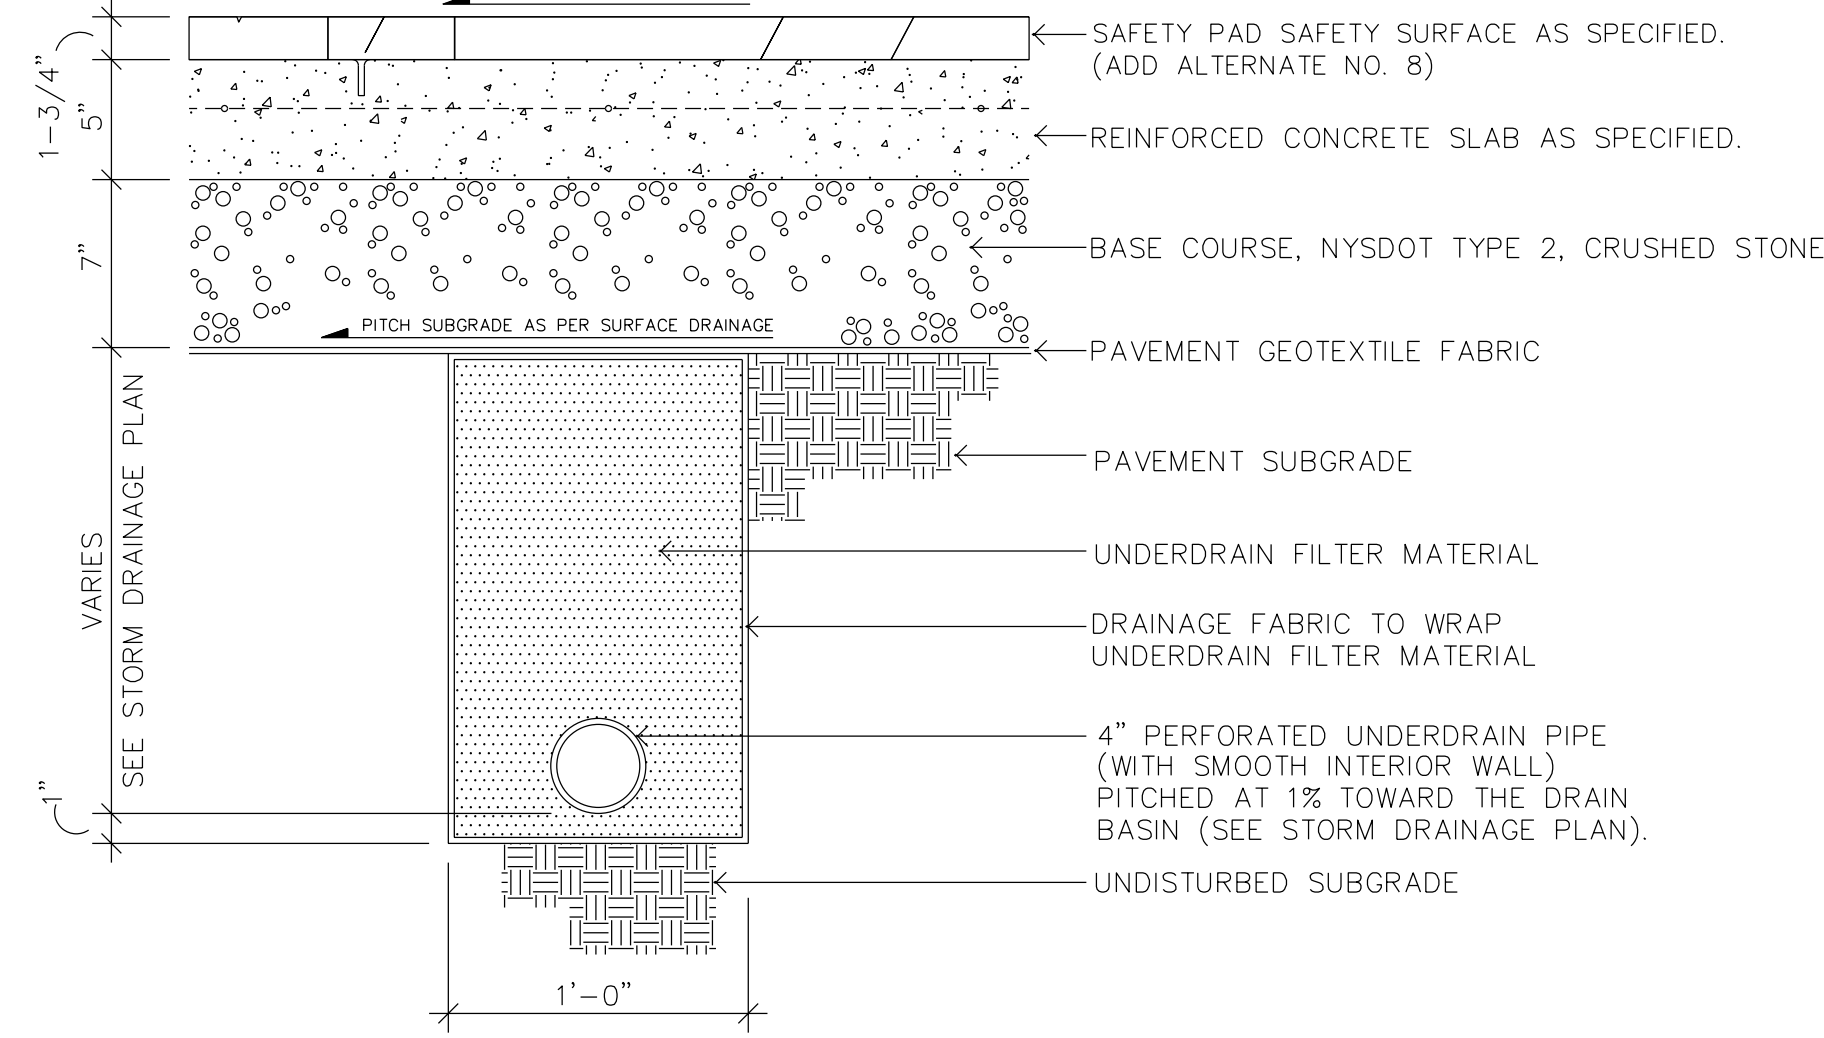 SAFETY PAD SAFETY SURFACE AS SPECIFIED.
(ADD ALTERNATE NO. 8)
1-3/4"
5"
REINFORCED CONCRETE SLAB AS SPECIFIED.
7"
BASE COURSE, NYSDOT TYPE 2, CRUSHED STONE
PITCH SUBGRADE AS PER SURFACE DRAINAGE
PAVEMENT GEOTEXTILE FABRIC
PAVEMENT SUBGRADE
VARIES
SEE STORM DRAINAGE PLAN
UNDERDRAIN FILTER MATERIAL
DRAINAGE FABRIC TO WRAP
UNDERDRAIN FILTER MATERIAL
4" PERFORATED UNDERDRAIN PIPE
(WITH SMOOTH INTERIOR WALL)
PITCHED AT 1% TOWARD THE DRAIN
BASIN (SEE STORM DRAINAGE PLAN).
1"
UNDISTURBED SUBGRADE
1'-0"